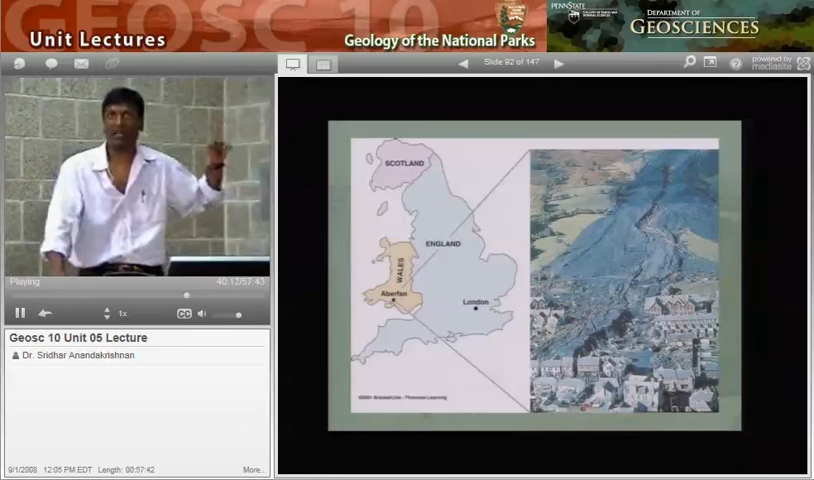 GEOSC 10
Unit Lectures
Geology of the National Parks
PENNSTATE
DEPARTMENT OF
GEOSCIENCES
Slide 92 of 147
powered by
mediasite
SCOTLAND
ENGLAND
WALES
Aberfan
London
Playing
40:12/57:43
1x
CC
Geosc 10 Unit 05 Lecture
Dr. Sridhar Anandakrishnan
9/1/2008 12:05 PM EDT Length: 00:57:42
More..